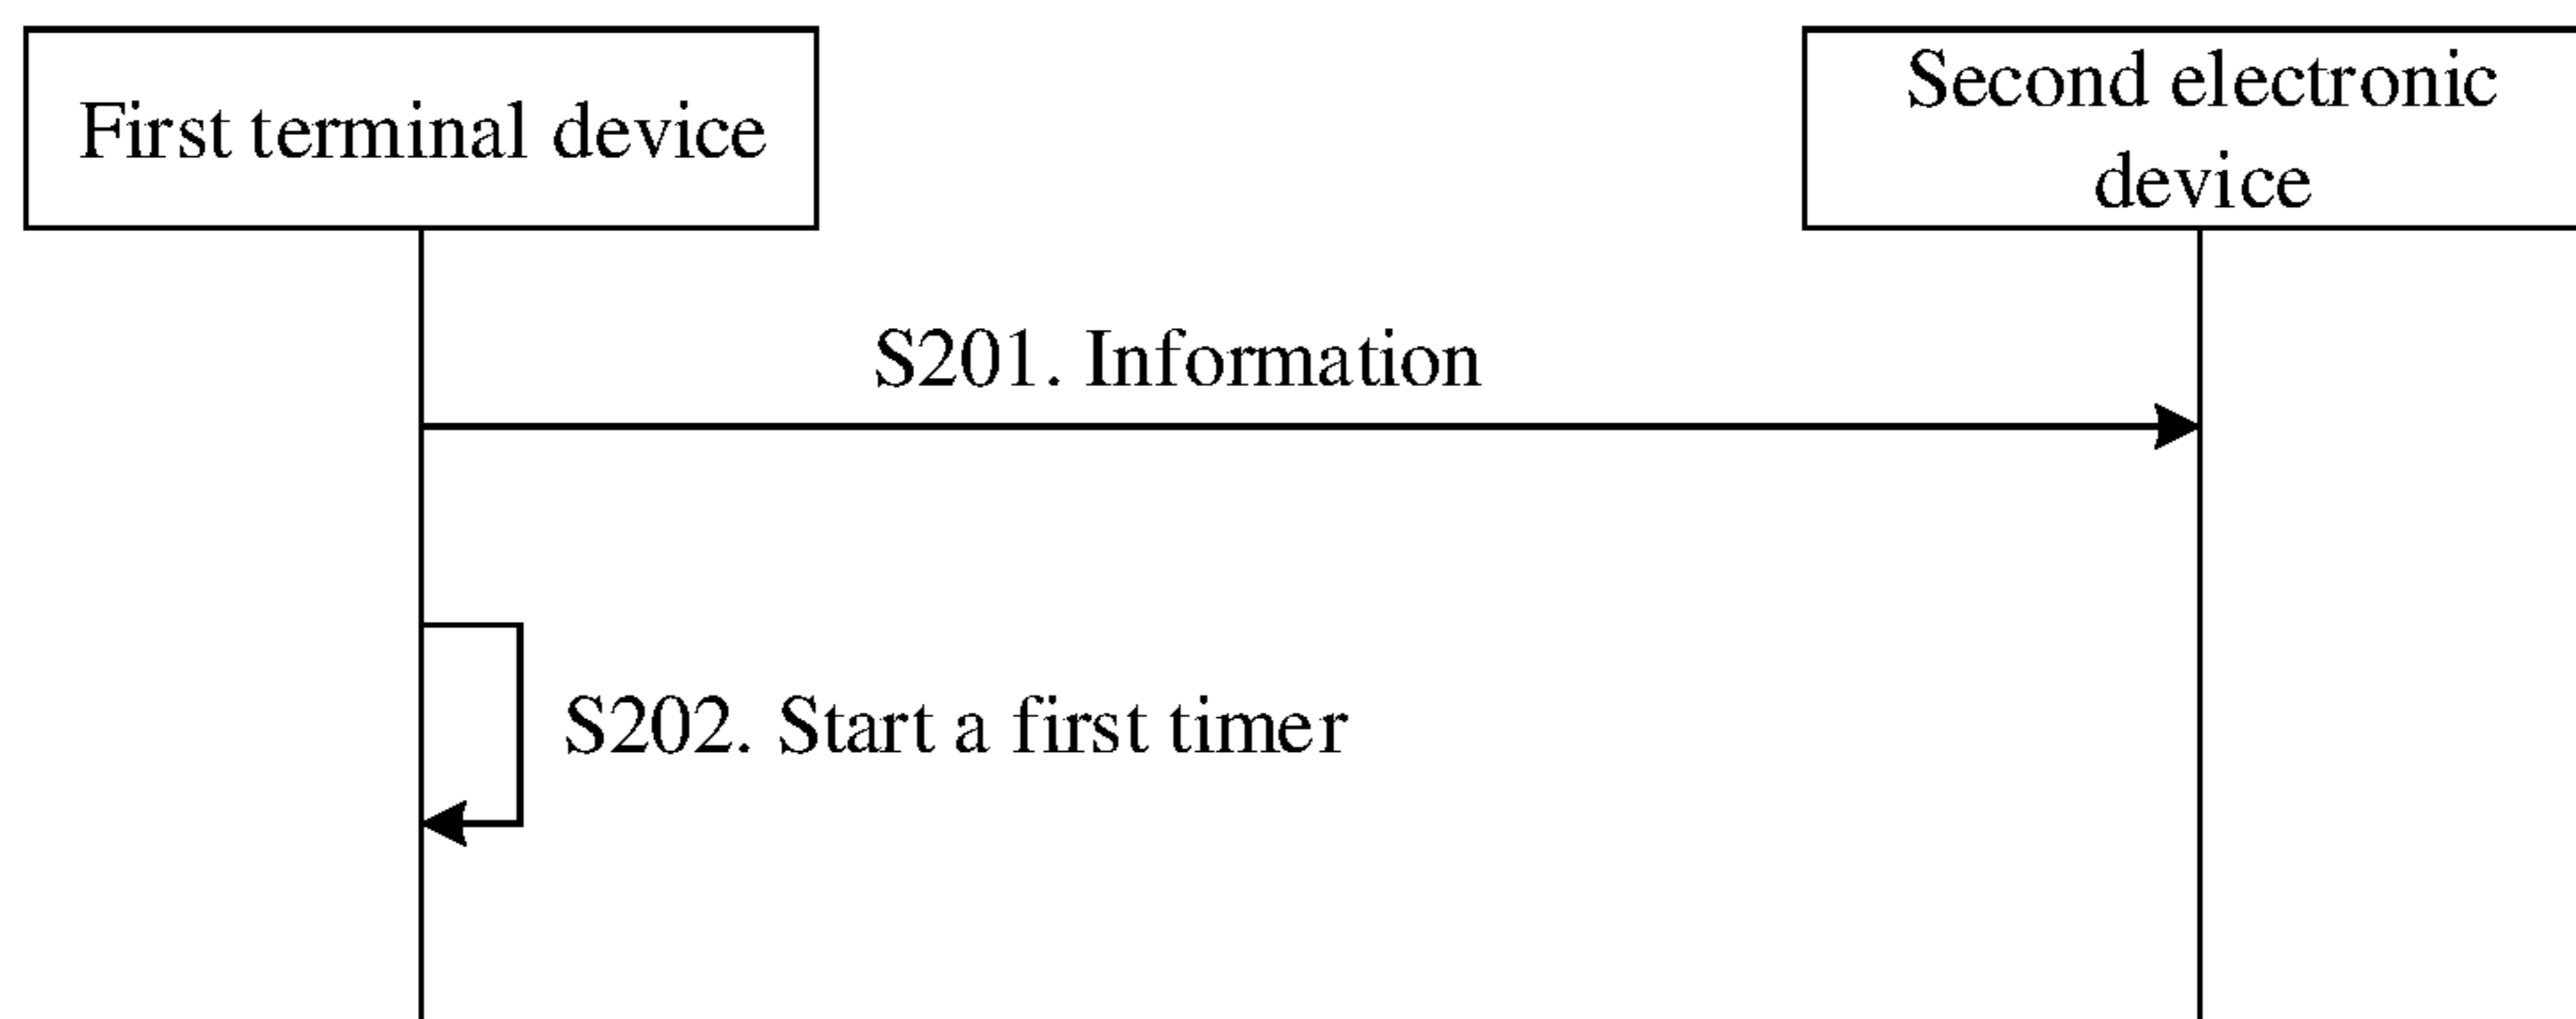 First terminal device
Second electronic
device
S201. Information
S202. Start a first timer